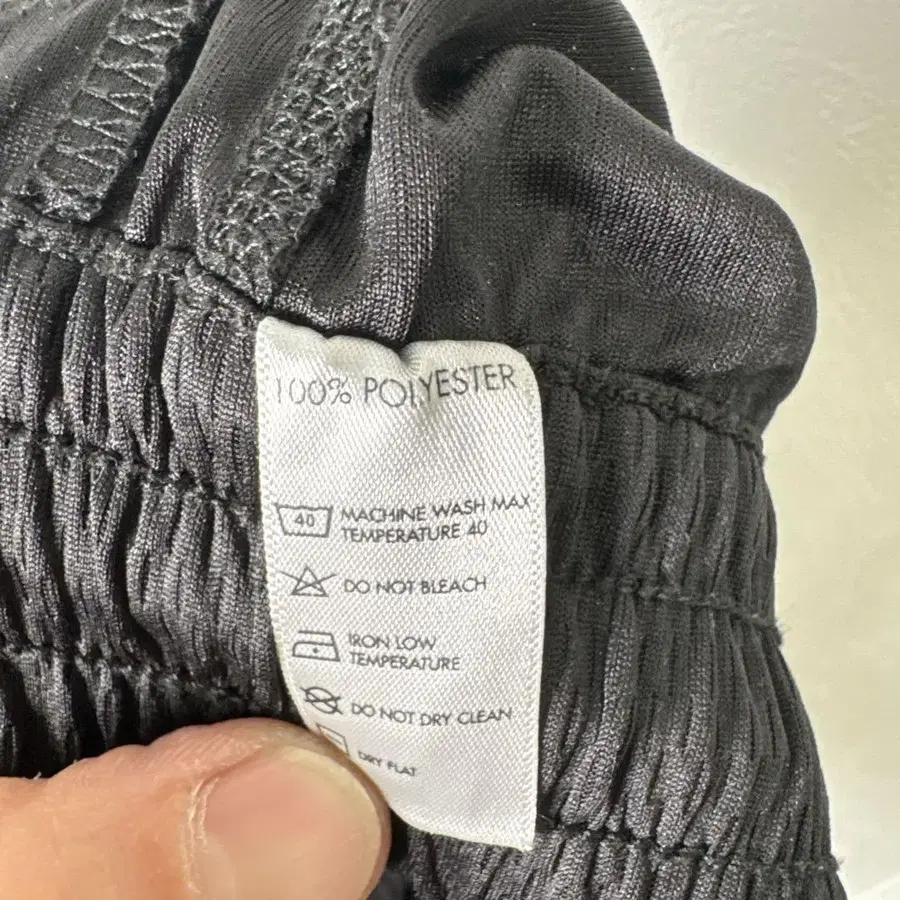 100% POLYESTER
40 MACHINE WASH MAX
TEMPERATURE 40
DO NOT BLEACH
IRON LOW
TEMPERATURE
DO NOT DRY CLEAN
DRY FLAT